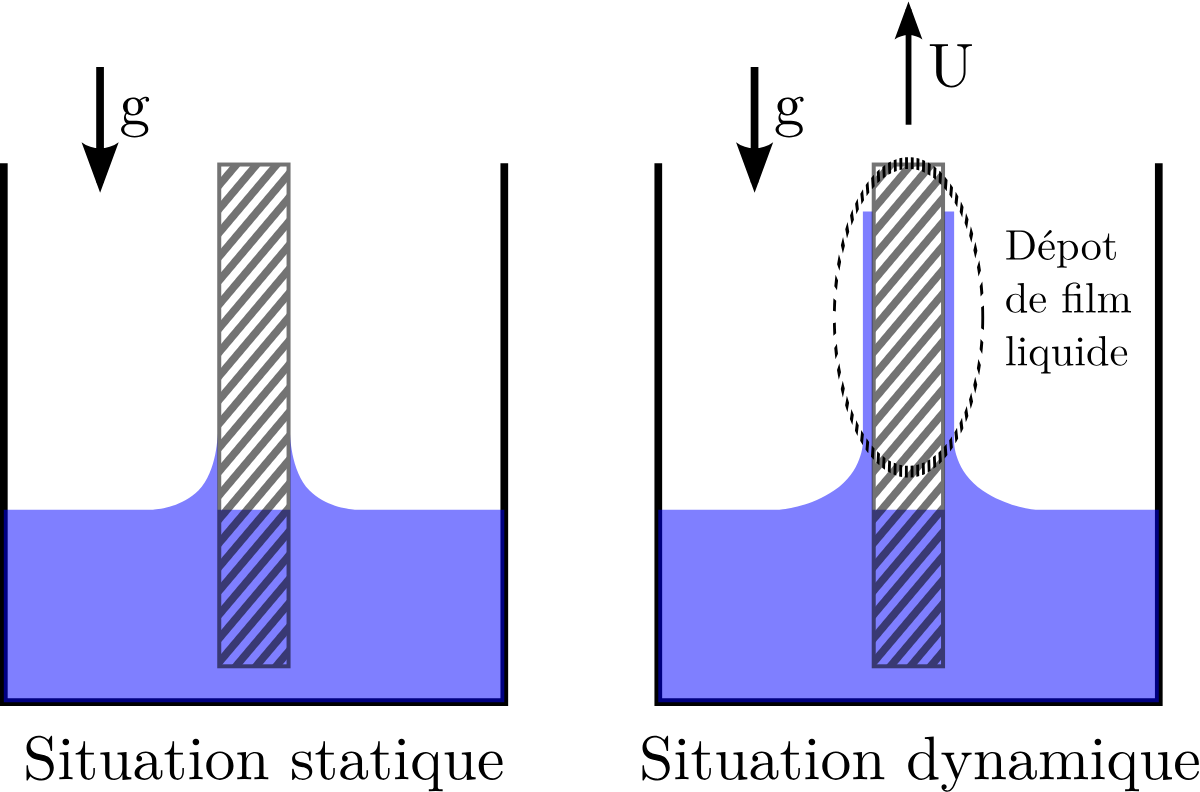 g
g
U
Dépot
de film
liquide
Situation statique
Situation dynamique